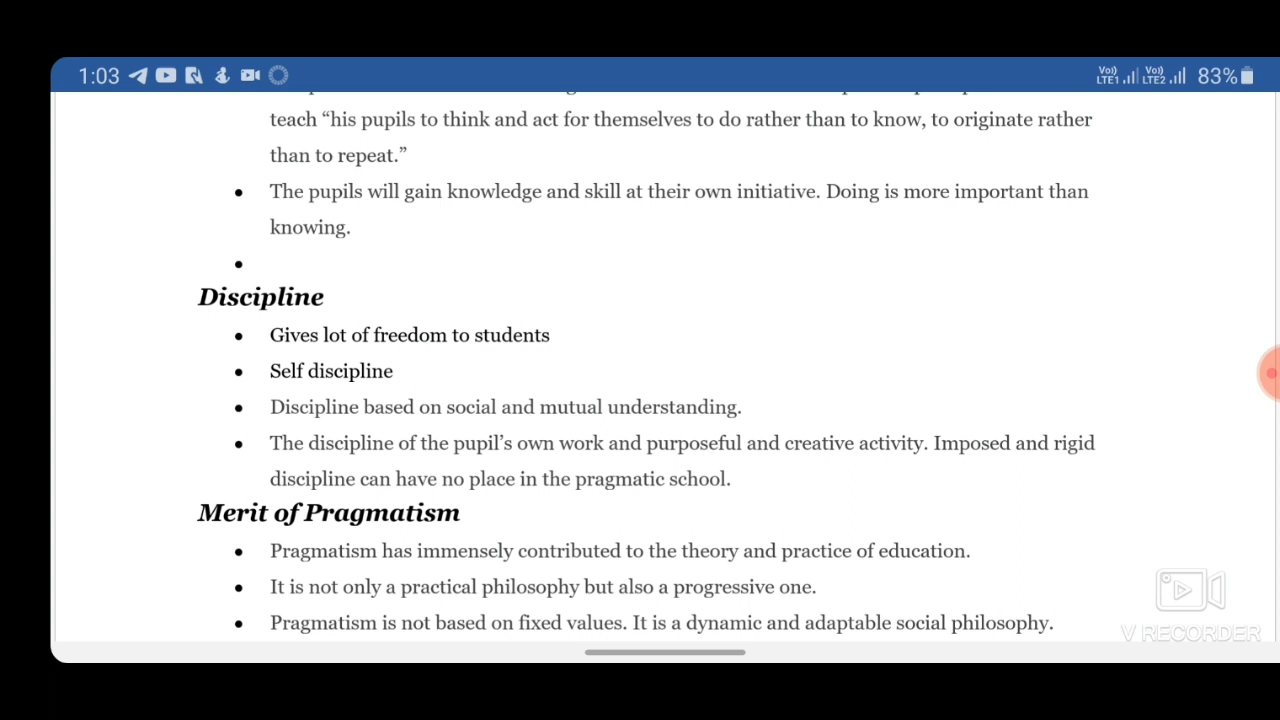 1:03
Vo) LTE1 Vo) LTE2 83%
teach “his pupils to think and act for themselves to do rather than to know, to originate rather
than to repeat.”
• The pupils will gain knowledge and skill at their own initiative. Doing is more important than
knowing.
•
Discipline
• Gives lot of freedom to students
• Self discipline
• Discipline based on social and mutual understanding.
• The discipline of the pupil’s own work and purposeful and creative activity. Imposed and rigid
discipline can have no place in the pragmatic school.
Merit of Pragmatism
• Pragmatism has immensely contributed to the theory and practice of education.
• It is not only a practical philosophy but also a progressive one.
• Pragmatism is not based on fixed values. It is a dynamic and adaptable social philosophy.
V RECORDER